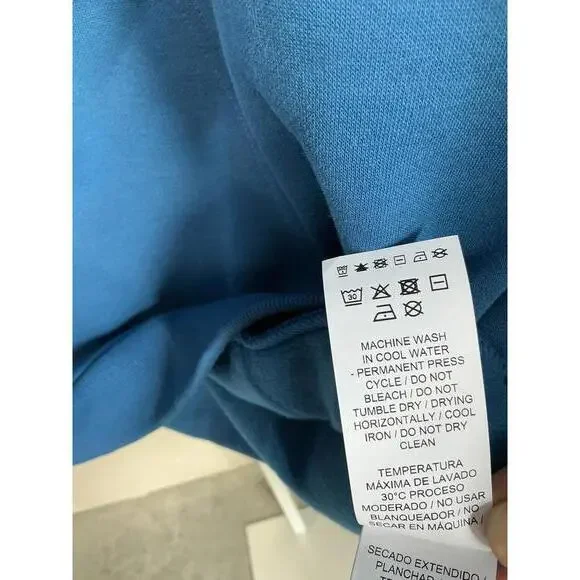 30
MACHINE WASH
IN COOL WATER
- PERMANENT PRESS
CYCLE / DO NOT
BLEACH / DO NOT
TUMBLE DRY / DRYING
HORIZONTALLY / COOL
IRON / DO NOT DRY
CLEAN
TEMPERATURA
MÁXIMA DE LAVADO
30°C PROCESO
MODERADO / NO USAR
BLANQUEADOR / NO
SECAR EN MÁQUINA /
SECADO EXTENDIDO /
PLANCHAR